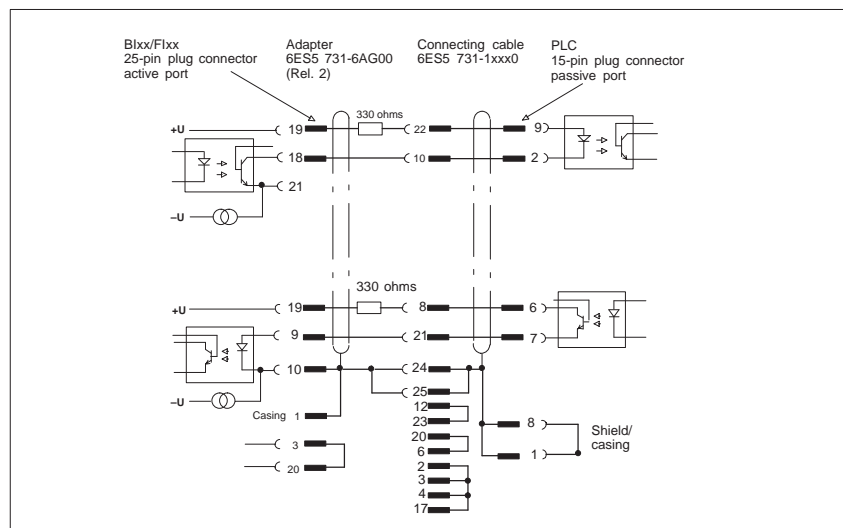 BIxx/FIxx
25-pin plug connector
active port
Adapter
6ES5 731-6AG00
(Rel. 2)
Connecting cable
6ES5 731-1xxx0
PLC
15-pin plug connector
passive port
330 ohms
+U
19
22
9
18
10
2
21
–U
330 ohms
+U
19
8
6
9
21
7
10
24
–U
25
Casing 1
12
23
8
Shield/
casing
3
20
6
1
20
2
3
4
17